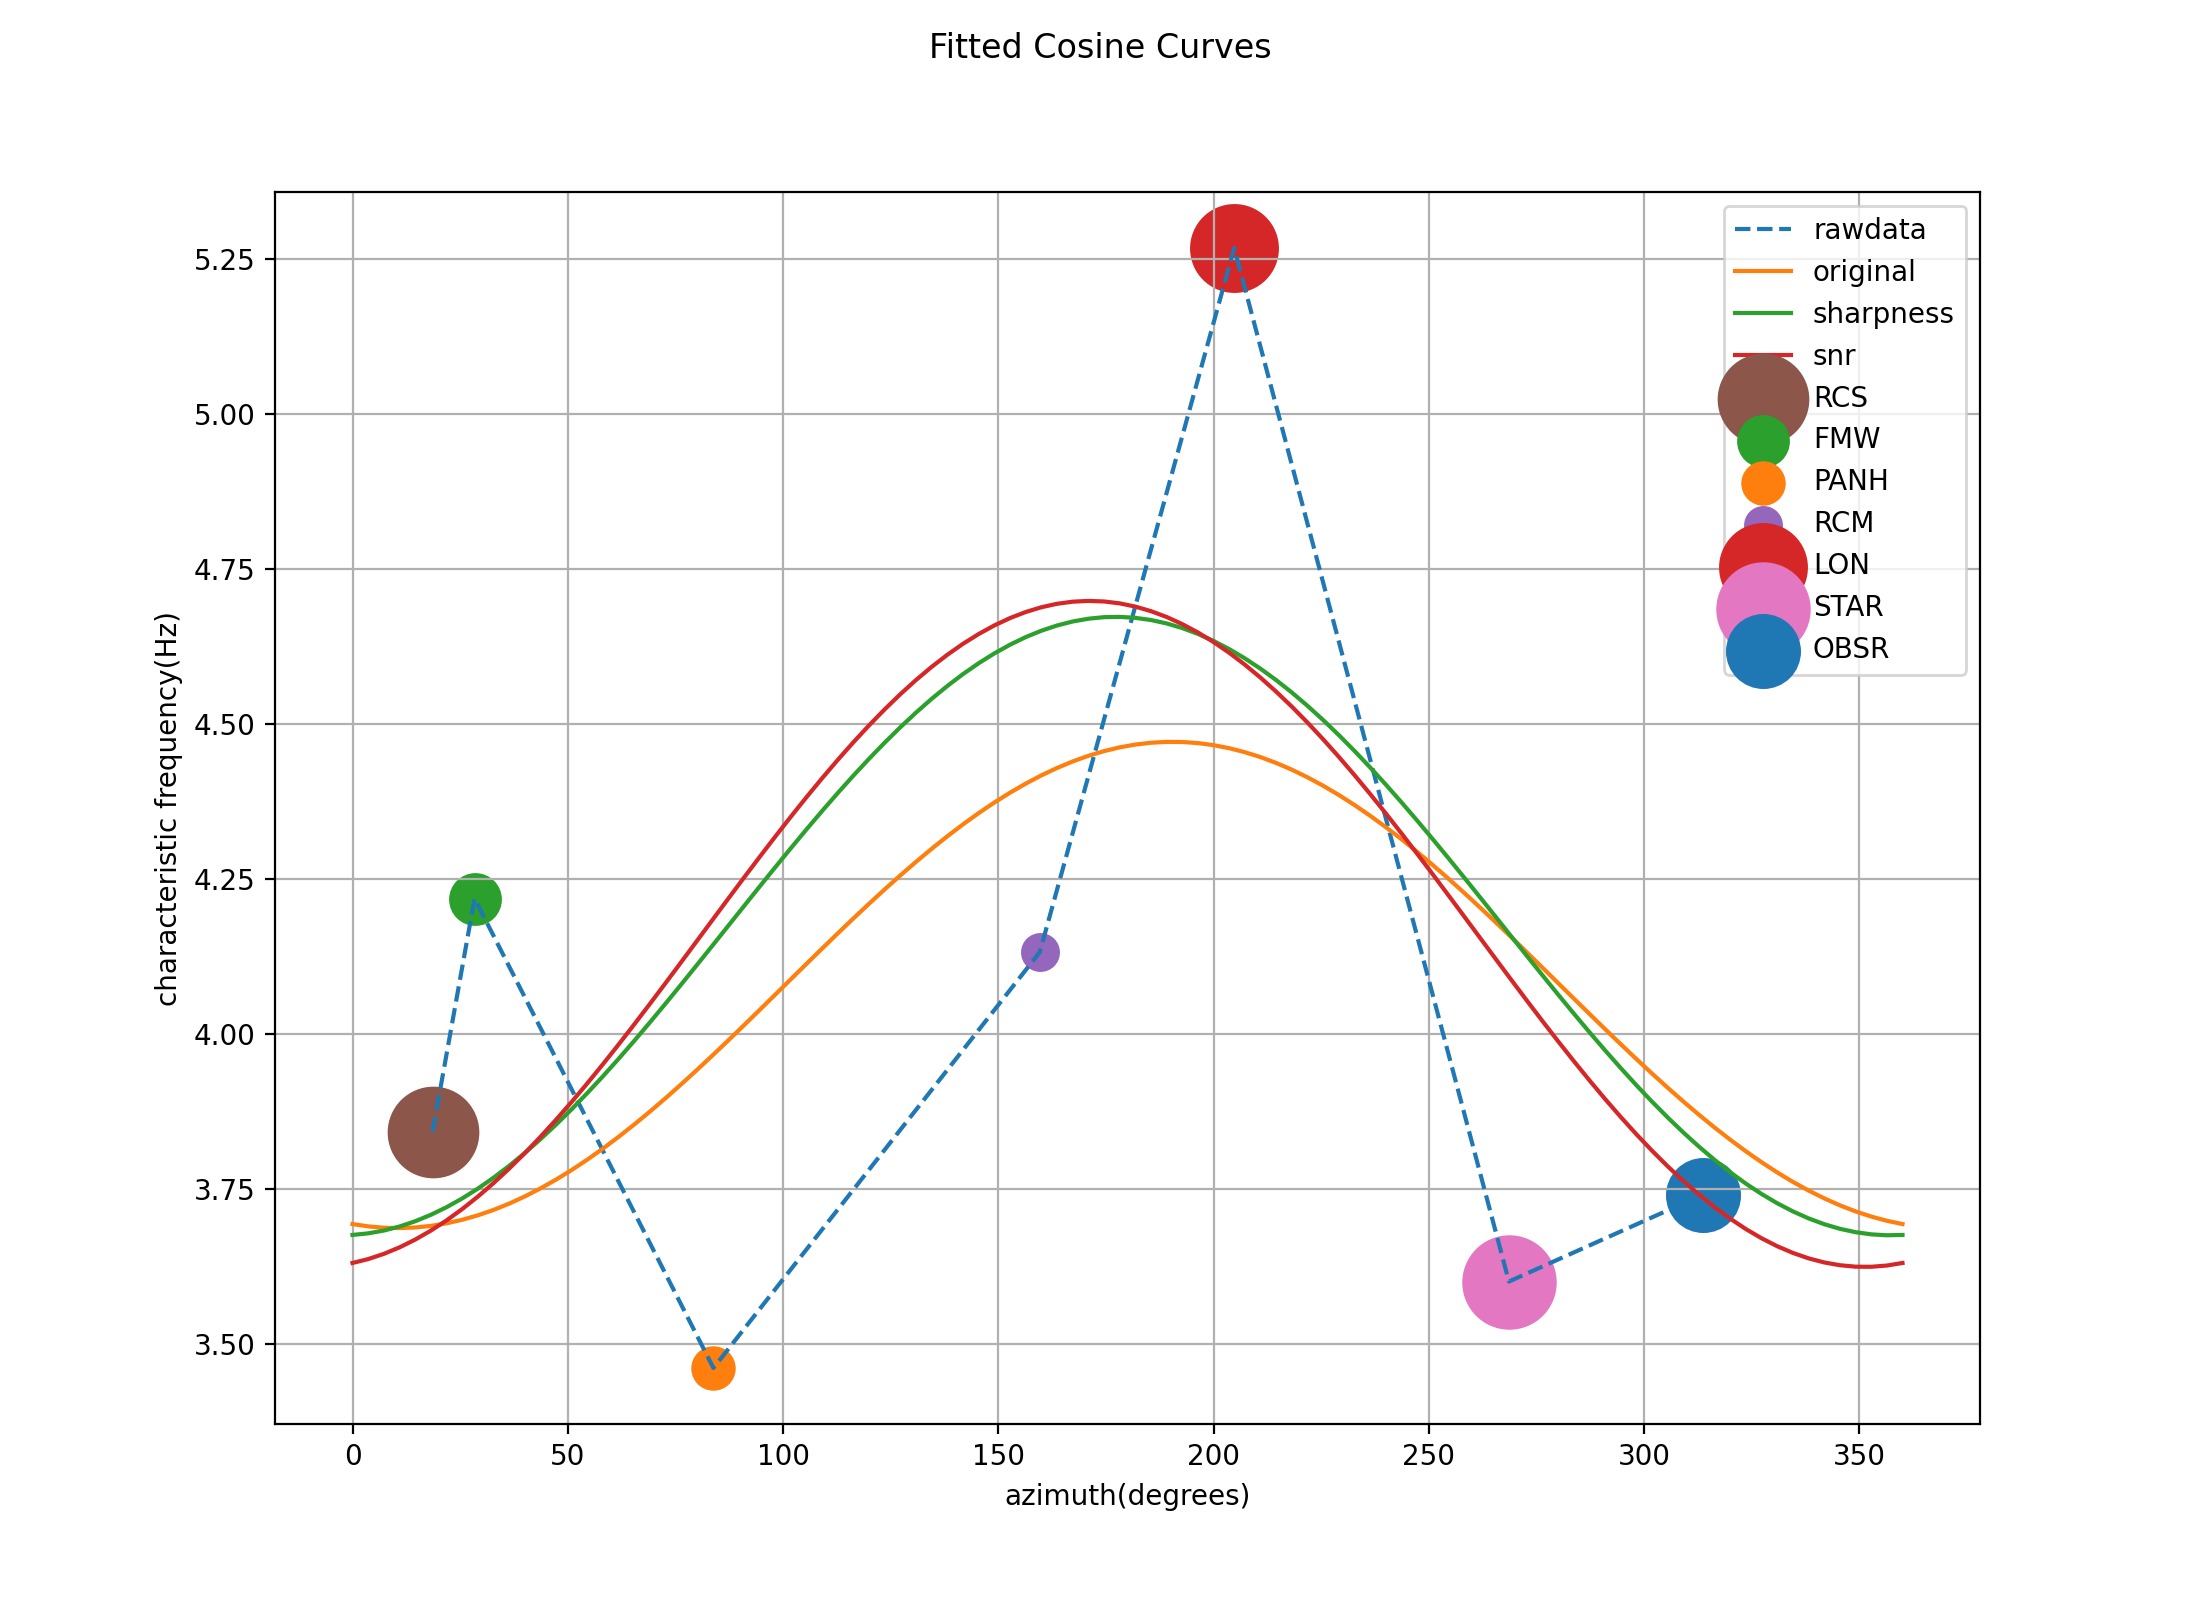 Fitted Cosine Curves
rawdata
original
sharpness
snr
RCS
FMW
PANH
RCM
LON
STAR
OBSR
characteristic frequency(Hz)
5.25
5.00
4.75
4.50
4.25
4.00
3.75
3.50
0 50 100 150 200 250 300 350
azimuth(degrees)